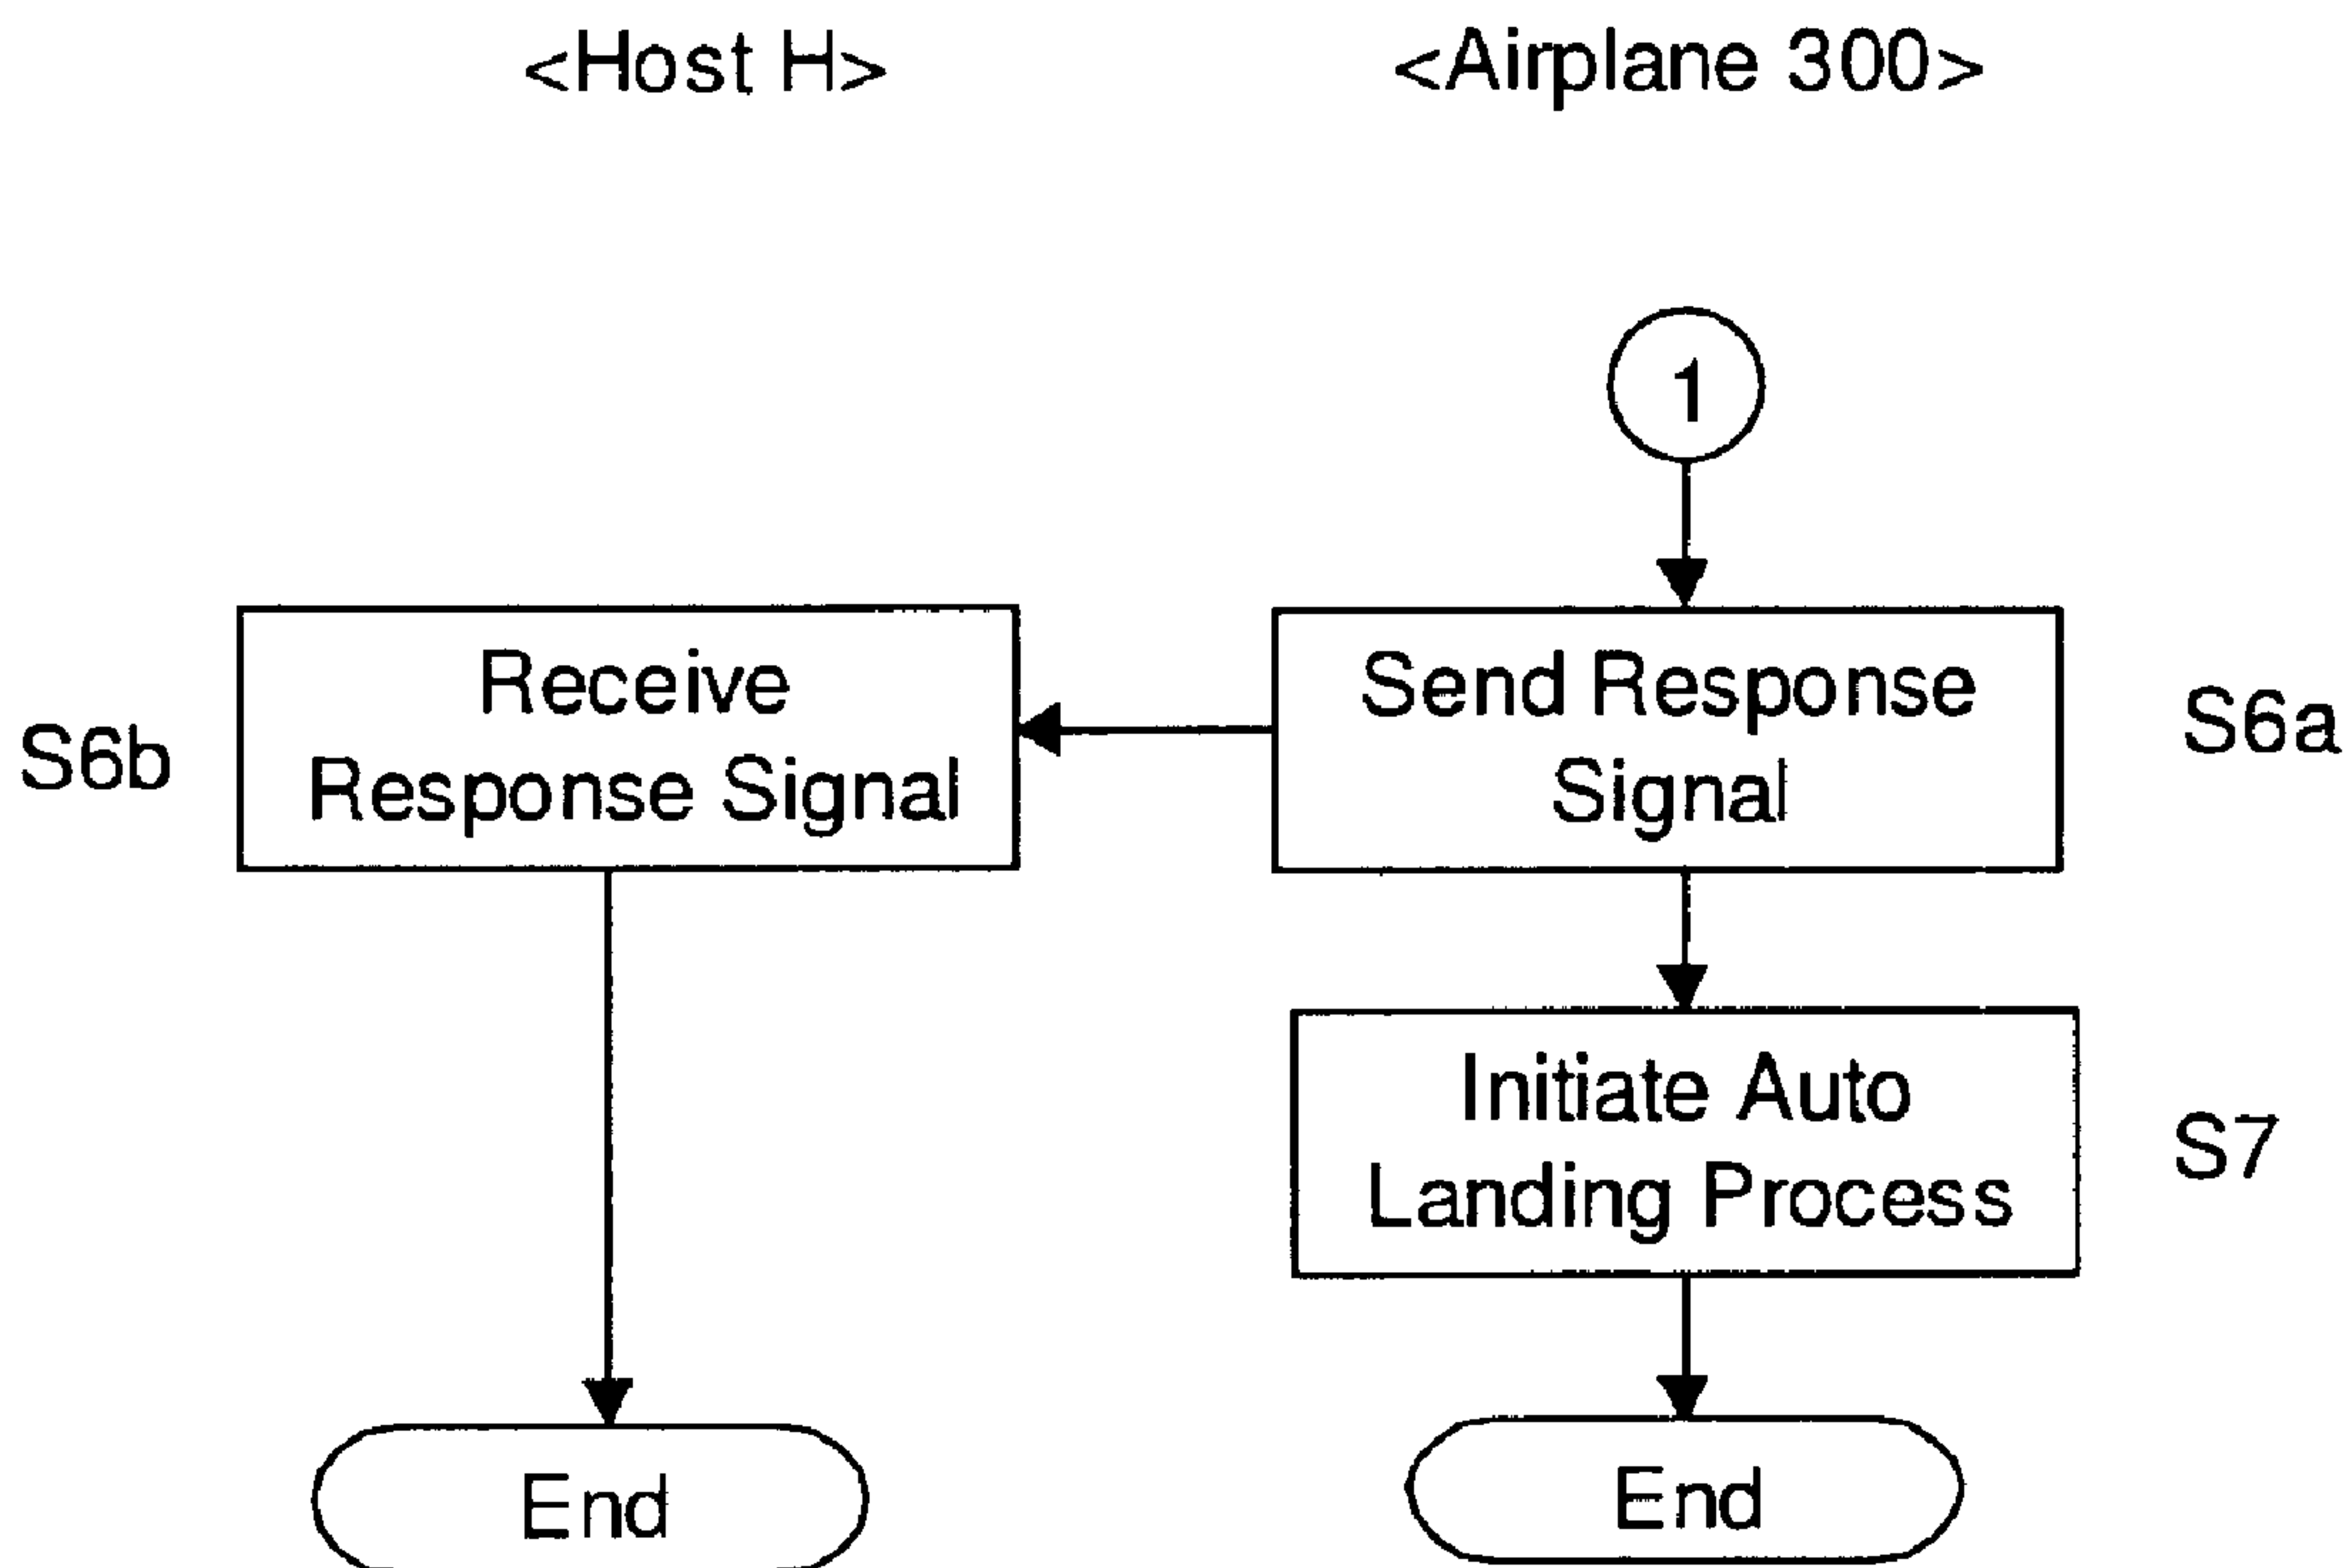 <Host H>
<Airplane 300>
1
Receive
Response Signal
S6b
Send Response
Signal
S6a
Initiate Auto
Landing Process
S7
End
End